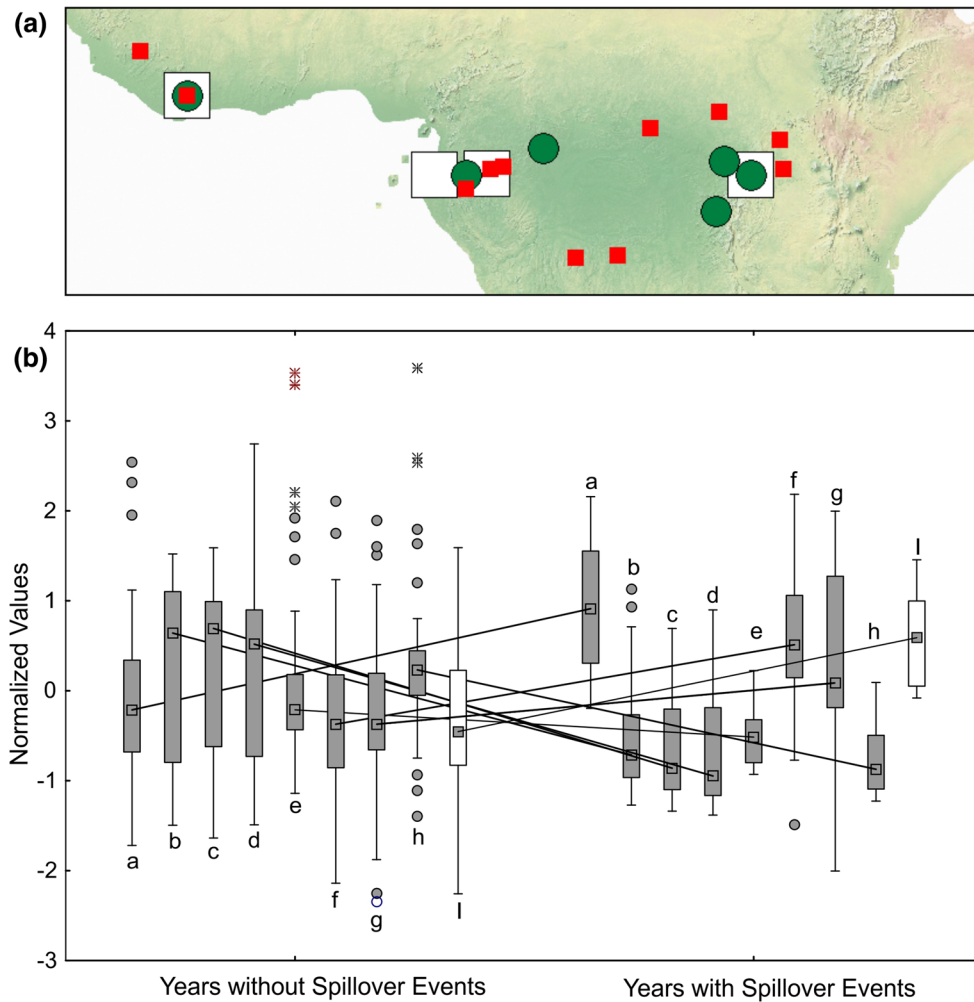 (a)
(b)
4
3
2
1
0
-1
-2
-3
Normalized Values
a
b
c
d
e
f
g
h
I
a
b
c
d
e
f
g
h
I
Years without Spillover Events
Years with Spillover Events